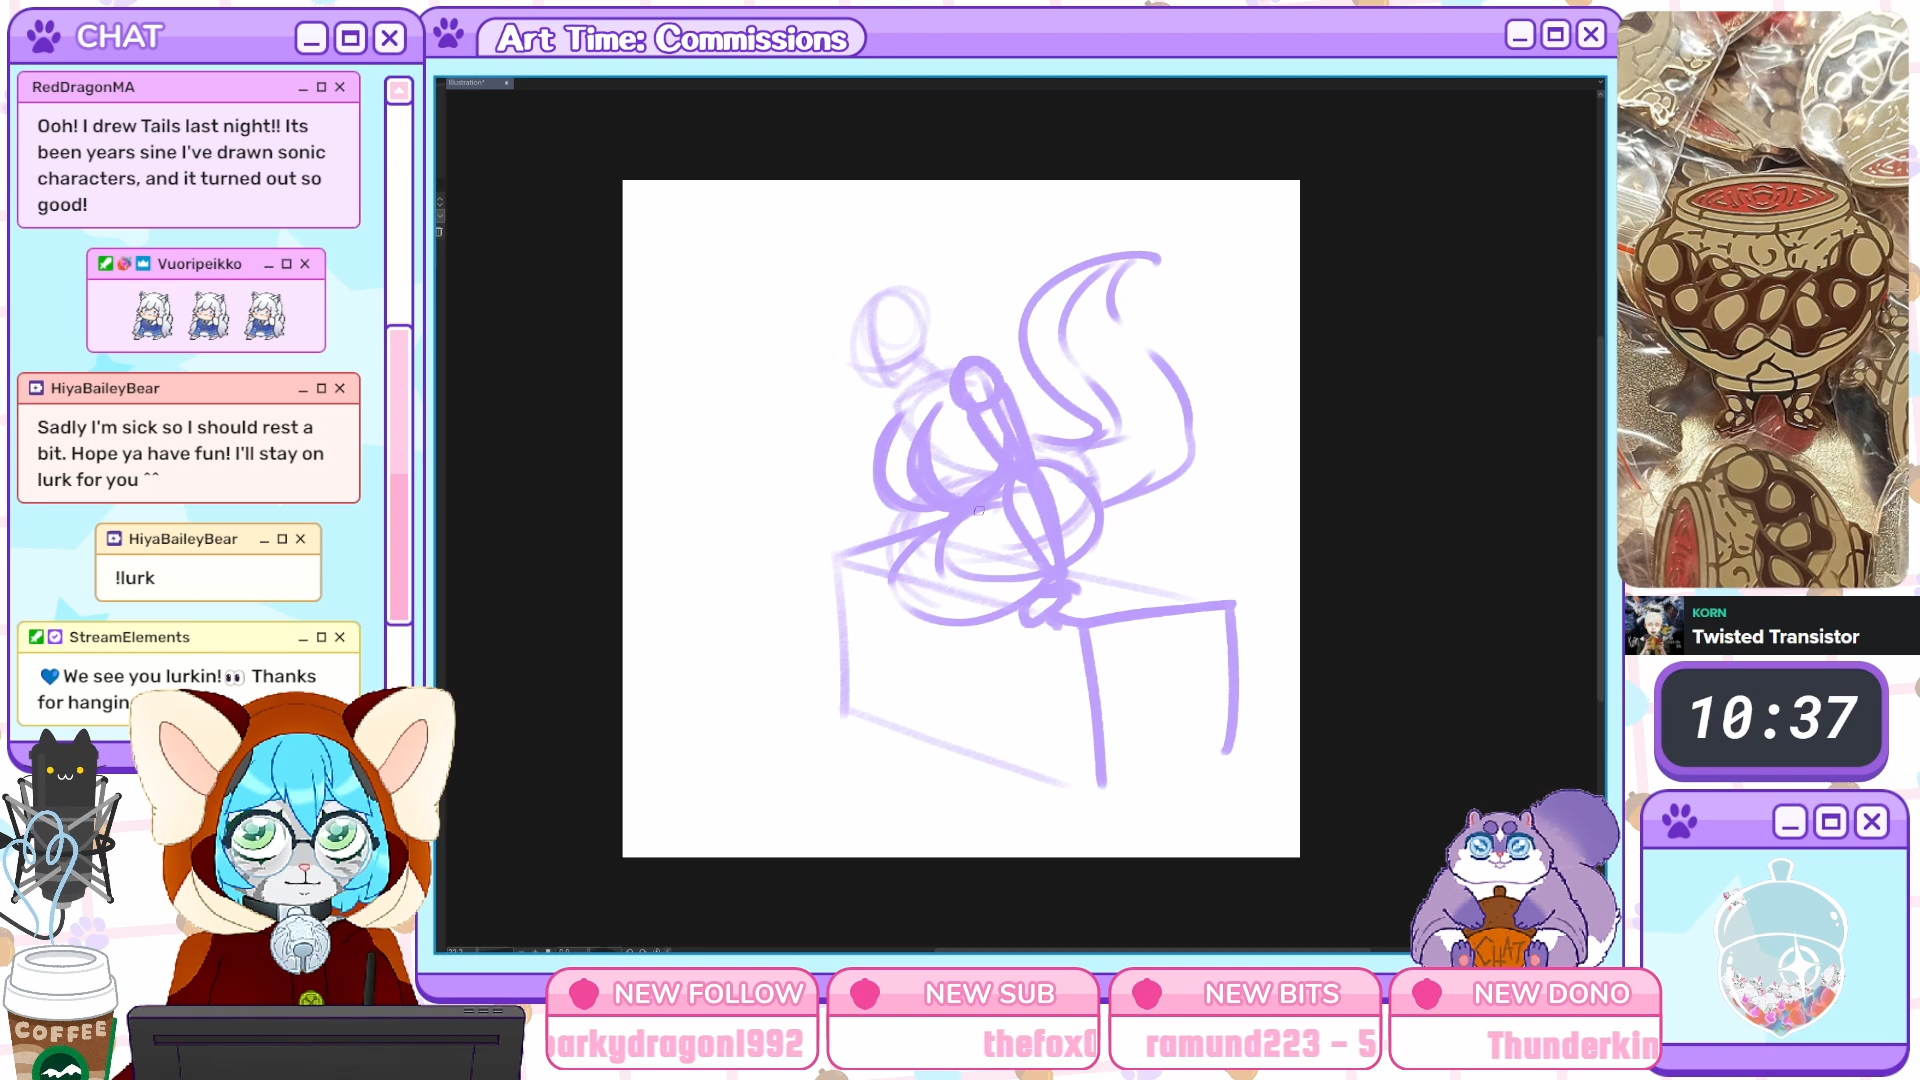 CHAT
Art Time: Commissions
RedDragonMA
Ooh! I drew Tails last night!! Its
been years sine I've drawn sonic
characters, and it turned out so
good!
Vuoripeikko
HiyaBaileyBear
Sadly I'm sick so I should rest a
bit. Hope ya have fun! I'll stay on
lurk for you ^^
HiyaBaileyBear
!lurk
StreamElements
💙We see you lurkin!👀 Thanks
for hangin
Illustration*
KORN
Twisted Transistor
10:37
COFFEE
CHAT
NEW FOLLOW
arkydragon1992
NEW SUB
thefox
NEW BITS
ramund223 - 5
NEW DONO
Thunderkin